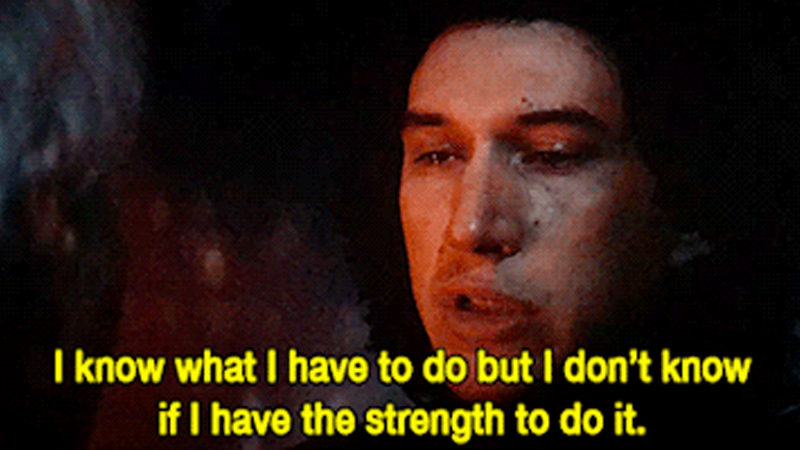 I know what I have to do but I don't know
if I have the strength to do it.